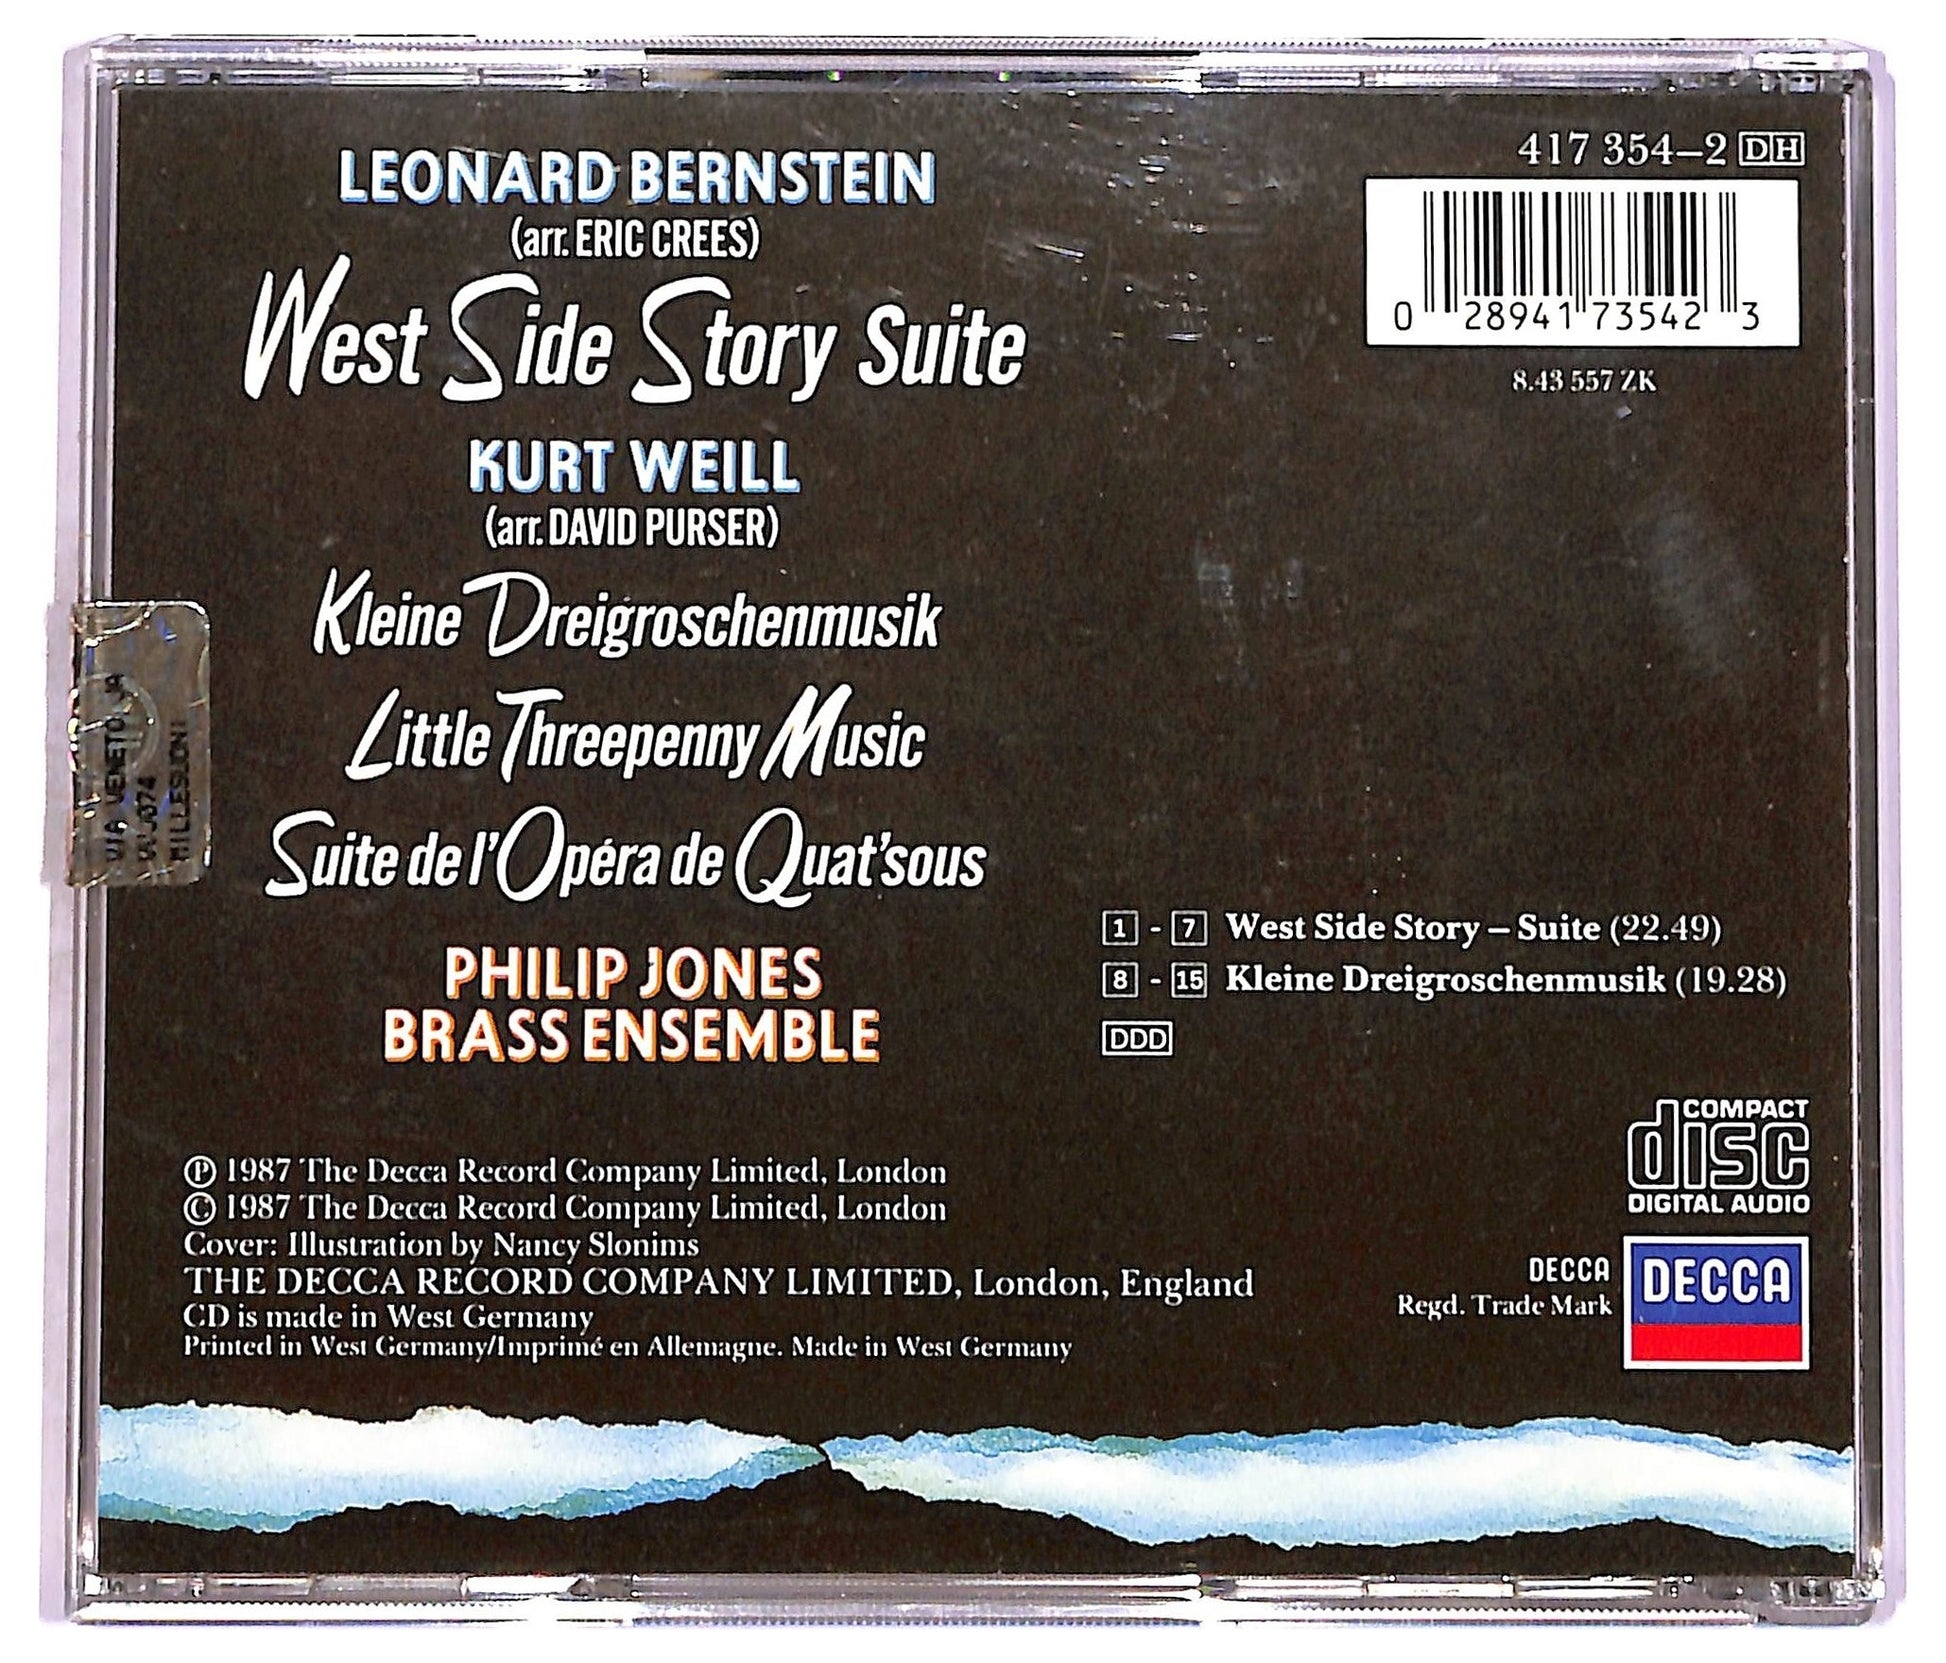 LEONARD BERNSTEIN
(arr. ERIC CREES)
West Side Story Suite
KURT WEILL
(arr. DAVID PURSER)
Kleine Dreigroschenmusik
Little Threepenny Music
Suite de l'Opéra de Quat'sous
PHILIP JONES
BRASS ENSEMBLE
417 354–2 DH
0 28941 73542 3
8.43 557 ZK
1 - 7 West Side Story – Suite (22.49)
8 - 15 Kleine Dreigroschenmusik (19.28)
DDD
℗ 1987 The Decca Record Company Limited, London
© 1987 The Decca Record Company Limited, London
Cover: Illustration by Nancy Slonims
THE DECCA RECORD COMPANY LIMITED, London, England
CD is made in West Germany
Printed in West Germany/Imprimé en Allemagne. Made in West Germany
COMPACT
disc
DIGITAL AUDIO
DECCA
Regd. Trade Mark
DECCA
VIA VENETO